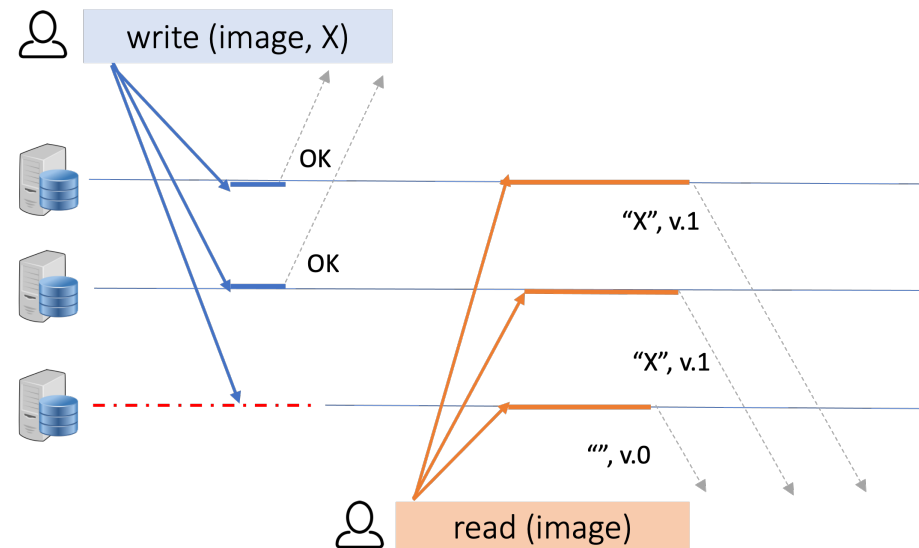 write (image, X)
OK
OK
“X”, v.1
“X”, v.1
“”, v.0
read (image)